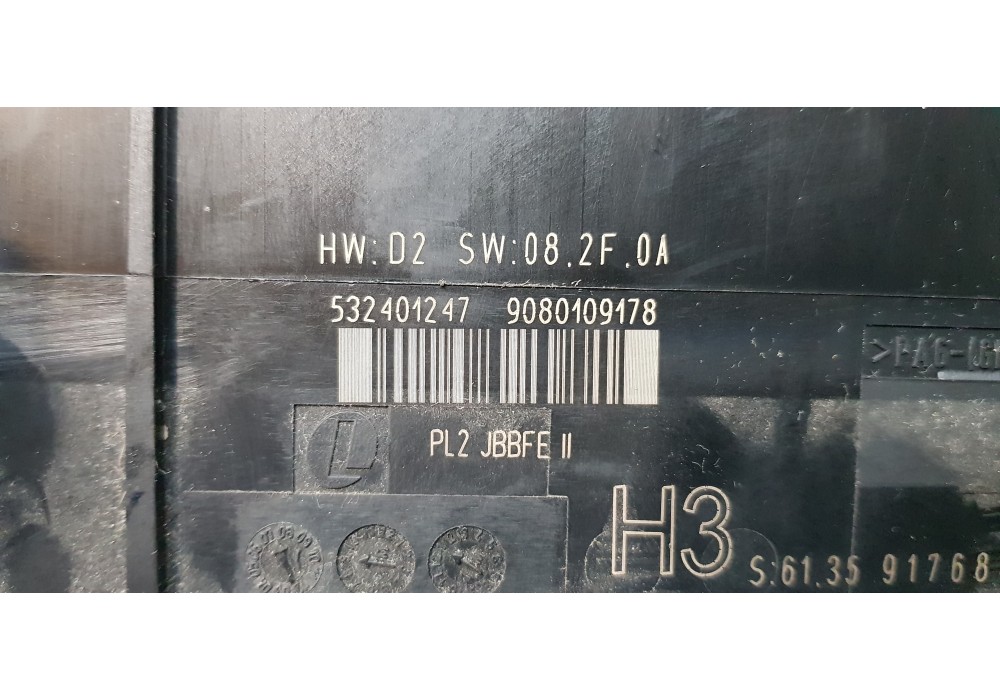 HW:D2 SW:08.2F.0A
532401247 9080109178
L
PL2 JBBFE II
H3
S:61.35 91768